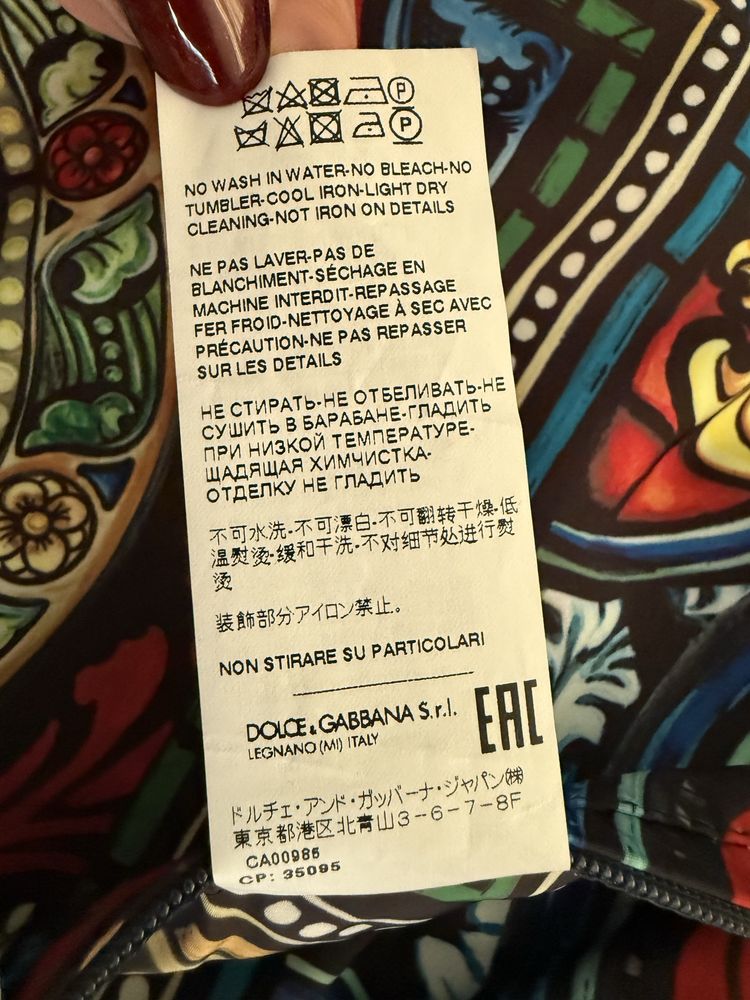 P
P
NO WASH IN WATER-NO BLEACH-NO
TUMBLER-COOL IRON-LIGHT DRY
CLEANING-NOT IRON ON DETAILS
NE PAS LAVER-PAS DE
BLANCHIMENT-SÉCHAGE EN
MACHINE INTERDIT-REPASSAGE
FER FROID-NETTOYAGE À SEC AVEC
PRÉCAUTION-NE PAS REPASSER
SUR LES DETAILS
НЕ СТИРАТЬ-НЕ ОТБЕЛИВАТЬ-НЕ
СУШИТЬ В БАРАБАНЕ-ГЛАДИТЬ
ПРИ НИЗКОЙ ТЕМПЕРАТУРЕ-
ЩАДЯЩАЯ ХИМЧИСТКА-
ОТДЕЛКУ НЕ ГЛАДИТЬ
不可水洗-不可漂白-不可翻转干燥-低
温熨烫-缓和干洗-不对细节处进行熨
烫
装飾部分アイロン禁止。
NON STIRARE SU PARTICOLARI
DOLCE & GABBANA S.r.l.
LEGNANO (MI) ITALY
EAC
ドルチェ・アンド・ガッバーナ・ジャパン㈱
東京都港区北青山3-6-7-8F
CA00985
CP: 35095